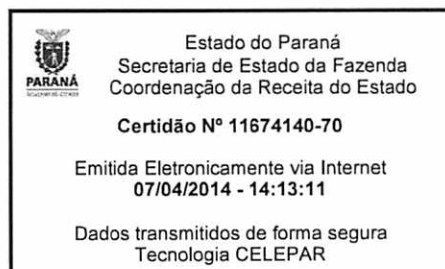 Estado do Paraná
Secretaria de Estado da Fazenda
Coordenação da Receita do Estado
PARANÁ
Certidão Nº 11674140-70
Emitida Eletronicamente via Internet
07/04/2014 - 14:13:11
Dados transmitidos de forma segura
Tecnologia CELEPAR